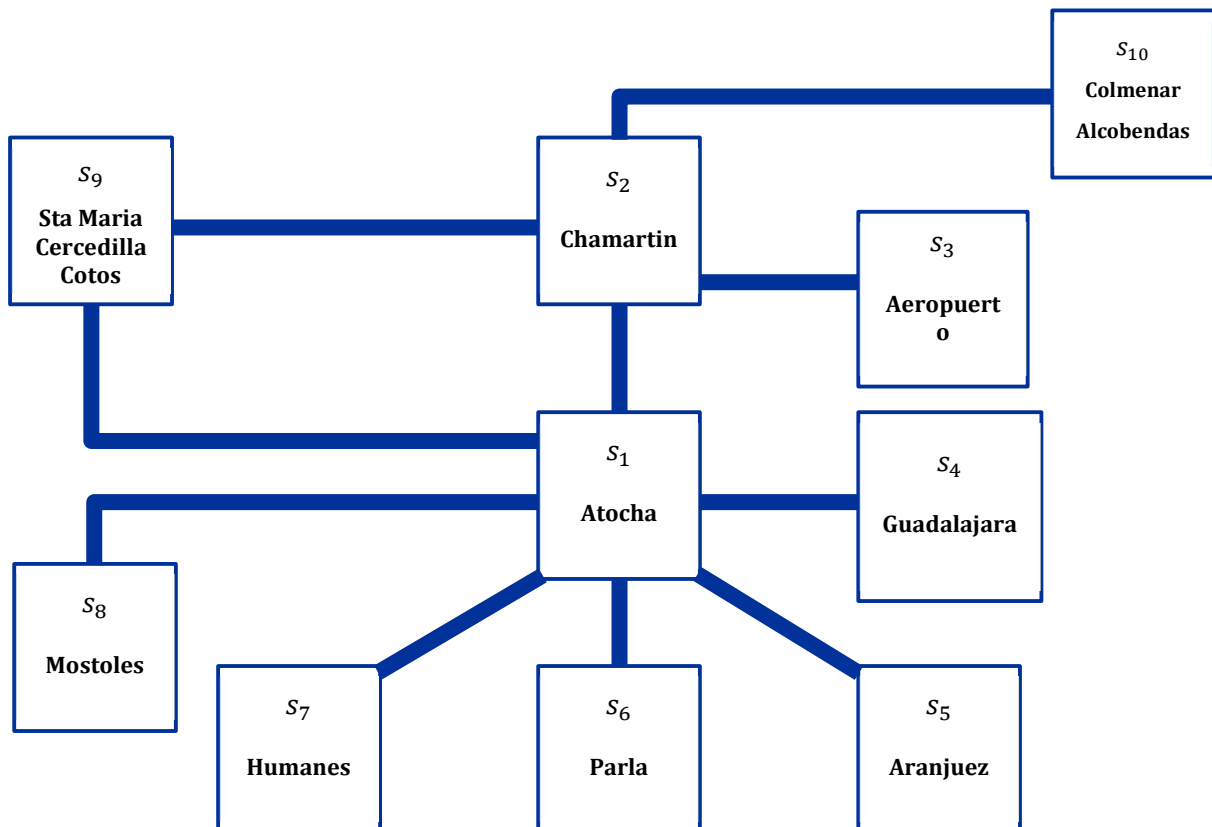 S₁₀
Colmenar
Alcobendas
S₉
Sta Maria
Cercedilla
Cotos
S₂
Chamartin
S₃
Aeropuert
o
S₁
Atocha
S₄
Guadalajara
S₈
Mostoles
S₇
Humanes
S₆
Parla
S₅
Aranjuez